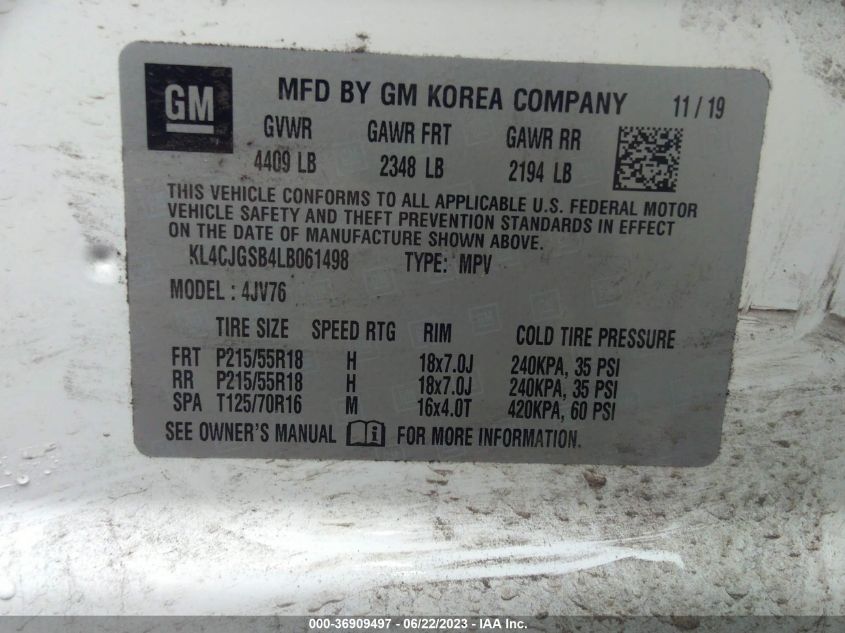 GM MFD BY GM KOREA COMPANY 11 / 19
GVWR GAWR FRT GAWR RR
4409 LB 2348 LB 2194 LB
THIS VEHICLE CONFORMS TO ALL APPLICABLE U.S. FEDERAL MOTOR
VEHICLE SAFETY AND THEFT PREVENTION STANDARDS IN EFFECT
ON THE DATE OF MANUFACTURE SHOWN ABOVE.
KL4CJGSB4LB061498 TYPE: MPV
MODEL : 4JV76
TIRE SIZE SPEED RTG RIM COLD TIRE PRESSURE
FRT P215/55R18 H 18x7.0J 240KPA, 35 PSI
RR P215/55R18 H 18x7.0J 240KPA, 35 PSI
SPA T125/70R16 M 16x4.0T 420KPA, 60 PSI
SEE OWNER'S MANUAL FOR MORE INFORMATION.
000-36909497 - 06/22/2023 - IAA Inc.